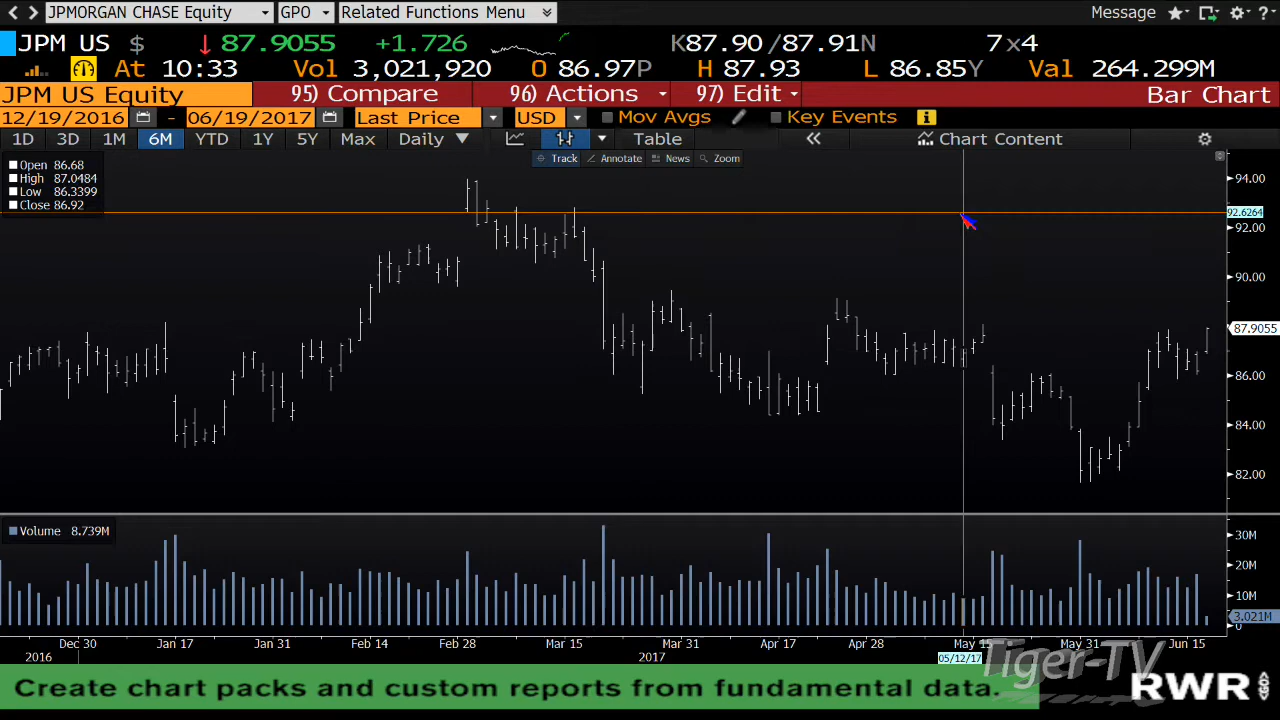 JPMORGAN CHASE Equity GPO Related Functions Menu Message ?
JPM US $ ↓ 87.9055 +1.726 K87.90 /87.91N 7x4
At 10:33 Vol 3,021,920 O 86.97P H 87.93 L 86.85Y Val 264.299M
JPM US Equity 95) Compare 96) Actions 97) Edit Bar Chart
12/19/2016 - 06/19/2017 Last Price USD Mov Avgs Key Events
1D 3D 1M 6M YTD 1Y 5Y Max Daily ▼ Table « Chart Content
Track Annotate News Zoom
Open 86.68
High 87.0484
Low 86.3399
Close 86.92
94.00
92.6264
92.00
90.00
87.9055
86.00
84.00
82.00
Volume 8.739M
30M
20M
10M
3.021M
0
Dec 30 Jan 17 Jan 31 Feb 14 Feb 28 Mar 15 Mar 31 Apr 17 Apr 28 May 15 May 31 Jun 15
2016 2017 05/12/17
Tiger-TV
Create chart packs and custom reports from fundamental data.
RWR <GO>